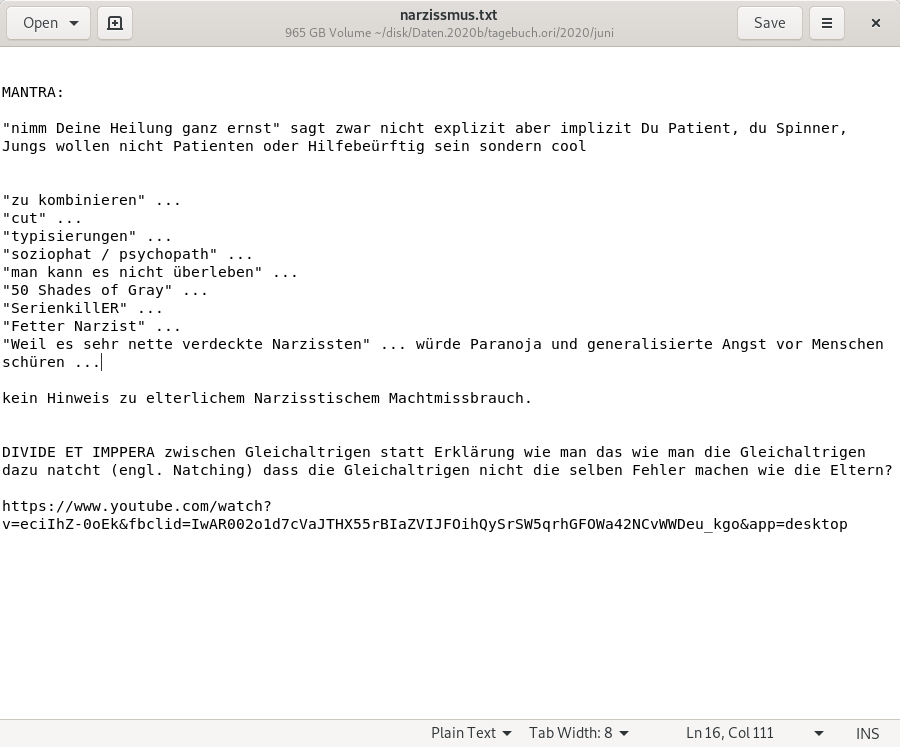 Open
narzissmus.txt
965 GB Volume ~/disk/Daten.2020b/tagebuch.ori/2020/juni
Save
MANTRA:
"nimm Deine Heilung ganz ernst" sagt zwar nicht explizit aber implizit Du Patient, du Spinner,
Jungs wollen nicht Patienten oder Hilfebeürftig sein sondern cool
"zu kombinieren" ...
"cut" ...
"typisierungen" ...
"soziophat / psychopath" ...
"man kann es nicht überleben" ...
"50 Shades of Gray" ...
"SerienkillER" ...
"Fetter Narzist" ...
"Weil es sehr nette verdeckte Narzissten" ... würde Paranoja und generalisierte Angst vor Menschen
schüren ...
kein Hinweis zu elterlichem Narzisstischem Machtmissbrauch.
DIVIDE ET IMPPERA zwischen Gleichaltrigen statt Erklärung wie man das wie man die Gleichaltrigen
dazu natcht (engl. Natching) dass die Gleichaltrigen nicht die selben Fehler machen wie die Eltern?
https://www.youtube.com/watch?
v=eciIhZ-0oEk&fbclid=IwAR002o1d7cVaJTHX55rBIaZVIJFOihQySrSW5qrhGFOWa42NCvWWDeu_kgo&app=desktop
Plain Text
Tab Width: 8
Ln 16, Col 111
INS